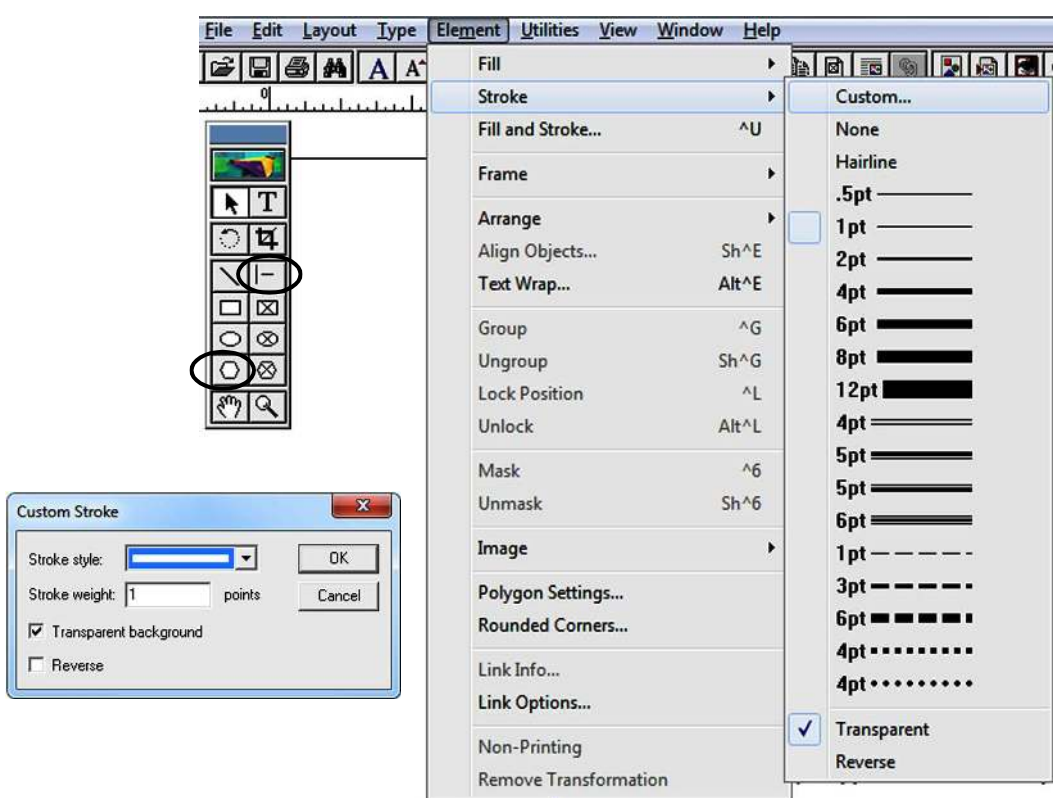 File Edit Layout Type Element Utilities View Window Help
A A
0
T
Fill
Stroke
Fill and Stroke... ^U
Frame
Arrange
Align Objects... Sh^E
Text Wrap... Alt^E
Group ^G
Ungroup Sh^G
Lock Position ^L
Unlock Alt^L
Mask ^6
Unmask Sh^6
Image
Polygon Settings...
Rounded Corners...
Link Info...
Link Options...
Non-Printing
Remove Transformation
Custom...
None
Hairline
.5pt
1pt
2pt
4pt
6pt
8pt
12pt
4pt
5pt
5pt
6pt
1pt
3pt
6pt
4pt
4pt
Transparent
Reverse
Custom Stroke
Stroke style: OK
Stroke weight: 1 points Cancel
Transparent background
Reverse